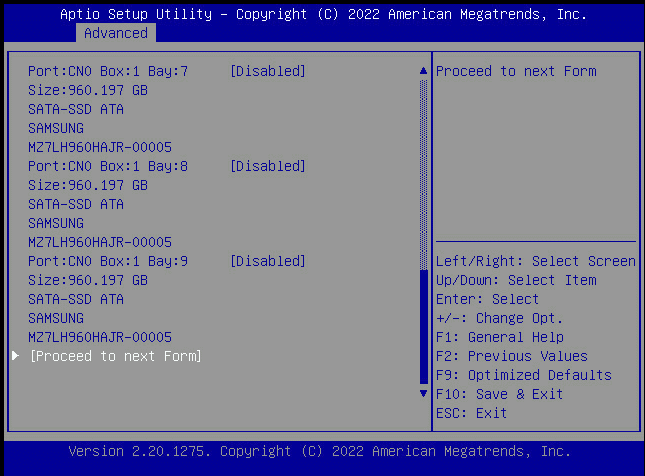 Aptio Setup Utility – Copyright (C) 2022 American Megatrends, Inc.
Advanced
Port:CN0 Box:1 Bay:7 [Disabled]
Size:960.197 GB
SATA-SSD ATA
SAMSUNG
MZ7LH960HAJR-00005
Port:CN0 Box:1 Bay:8 [Disabled]
Size:960.197 GB
SATA-SSD ATA
SAMSUNG
MZ7LH960HAJR-00005
Port:CN0 Box:1 Bay:9 [Disabled]
Size:960.197 GB
SATA-SSD ATA
SAMSUNG
MZ7LH960HAJR-00005
[Proceed to next Form]
Proceed to next Form
Left/Right: Select Screen
Up/Down: Select Item
Enter: Select
+/-: Change Opt.
F1: General Help
F2: Previous Values
F9: Optimized Defaults
F10: Save & Exit
ESC: Exit
Version 2.20.1275. Copyright (C) 2022 American Megatrends, Inc.